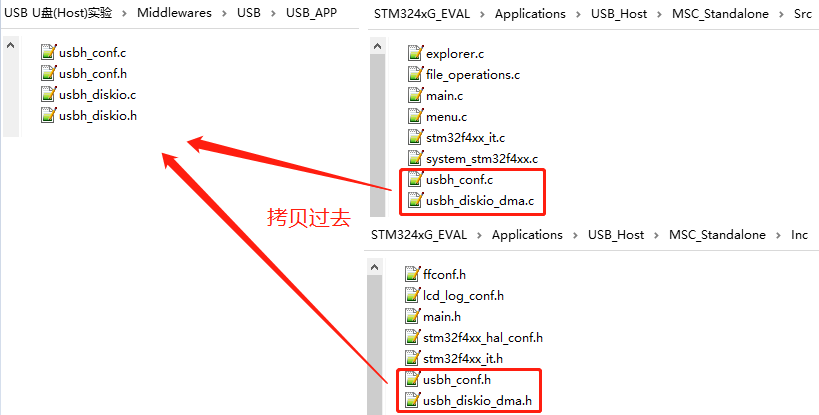 USB U盘(Host)实验 > Middlewares > USB > USB_APP
usbh_conf.c
usbh_conf.h
usbh_diskio.c
usbh_diskio.h
STM324xG_EVAL > Applications > USB_Host > MSC_Standalone > Src
explorer.c
file_operations.c
main.c
menu.c
stm32f4xx_it.c
system_stm32f4xx.c
usbh_conf.c
usbh_diskio_dma.c
拷贝过去
STM324xG_EVAL > Applications > USB_Host > MSC_Standalone > Inc
ffconf.h
lcd_log_conf.h
main.h
stm32f4xx_hal_conf.h
stm32f4xx_it.h
usbh_conf.h
usbh_diskio_dma.h